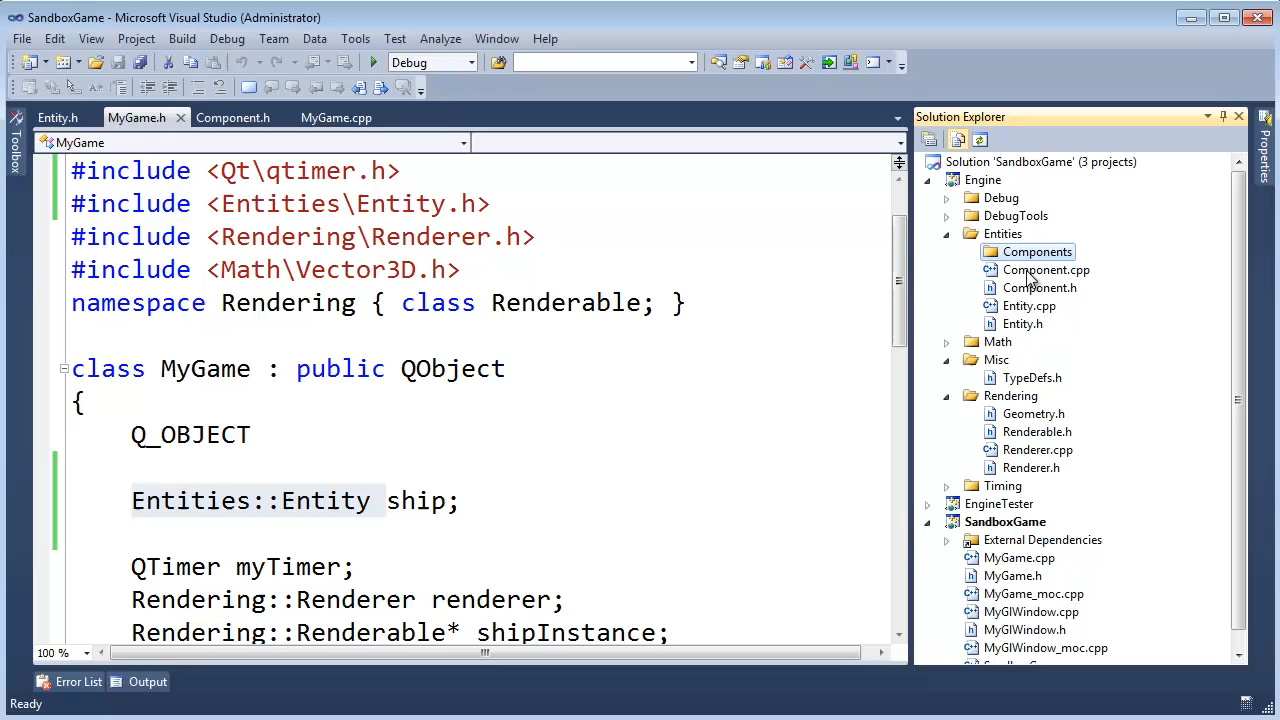 SandboxGame - Microsoft Visual Studio (Administrator)
File Edit View Project Build Debug Team Data Tools Test Analyze Window Help
Debug
Entity.h MyGame.h Component.h MyGame.cpp
MyGame
Toolbox
#include <Qt\qtimer.h>
#include <Entities\Entity.h>
#include <Rendering\Renderer.h>
#include <Math\Vector3D.h>
namespace Rendering { class Renderable; }
class MyGame : public QObject
{
Q_OBJECT
Entities::Entity ship;
QTimer myTimer;
Rendering::Renderer renderer;
Rendering::Renderable* shipInstance;
100 %
Solution Explorer
Solution 'SandboxGame' (3 projects)
Engine
Debug
DebugTools
Entities
Components
Component.cpp
Component.h
Entity.cpp
Entity.h
Math
Misc
TypeDefs.h
Rendering
Geometry.h
Renderable.h
Renderer.cpp
Renderer.h
Timing
EngineTester
SandboxGame
External Dependencies
MyGame.cpp
MyGame.h
MyGame_moc.cpp
MyGlWindow.cpp
MyGlWindow.h
MyGlWindow_moc.cpp
Properties
Error List Output
Ready